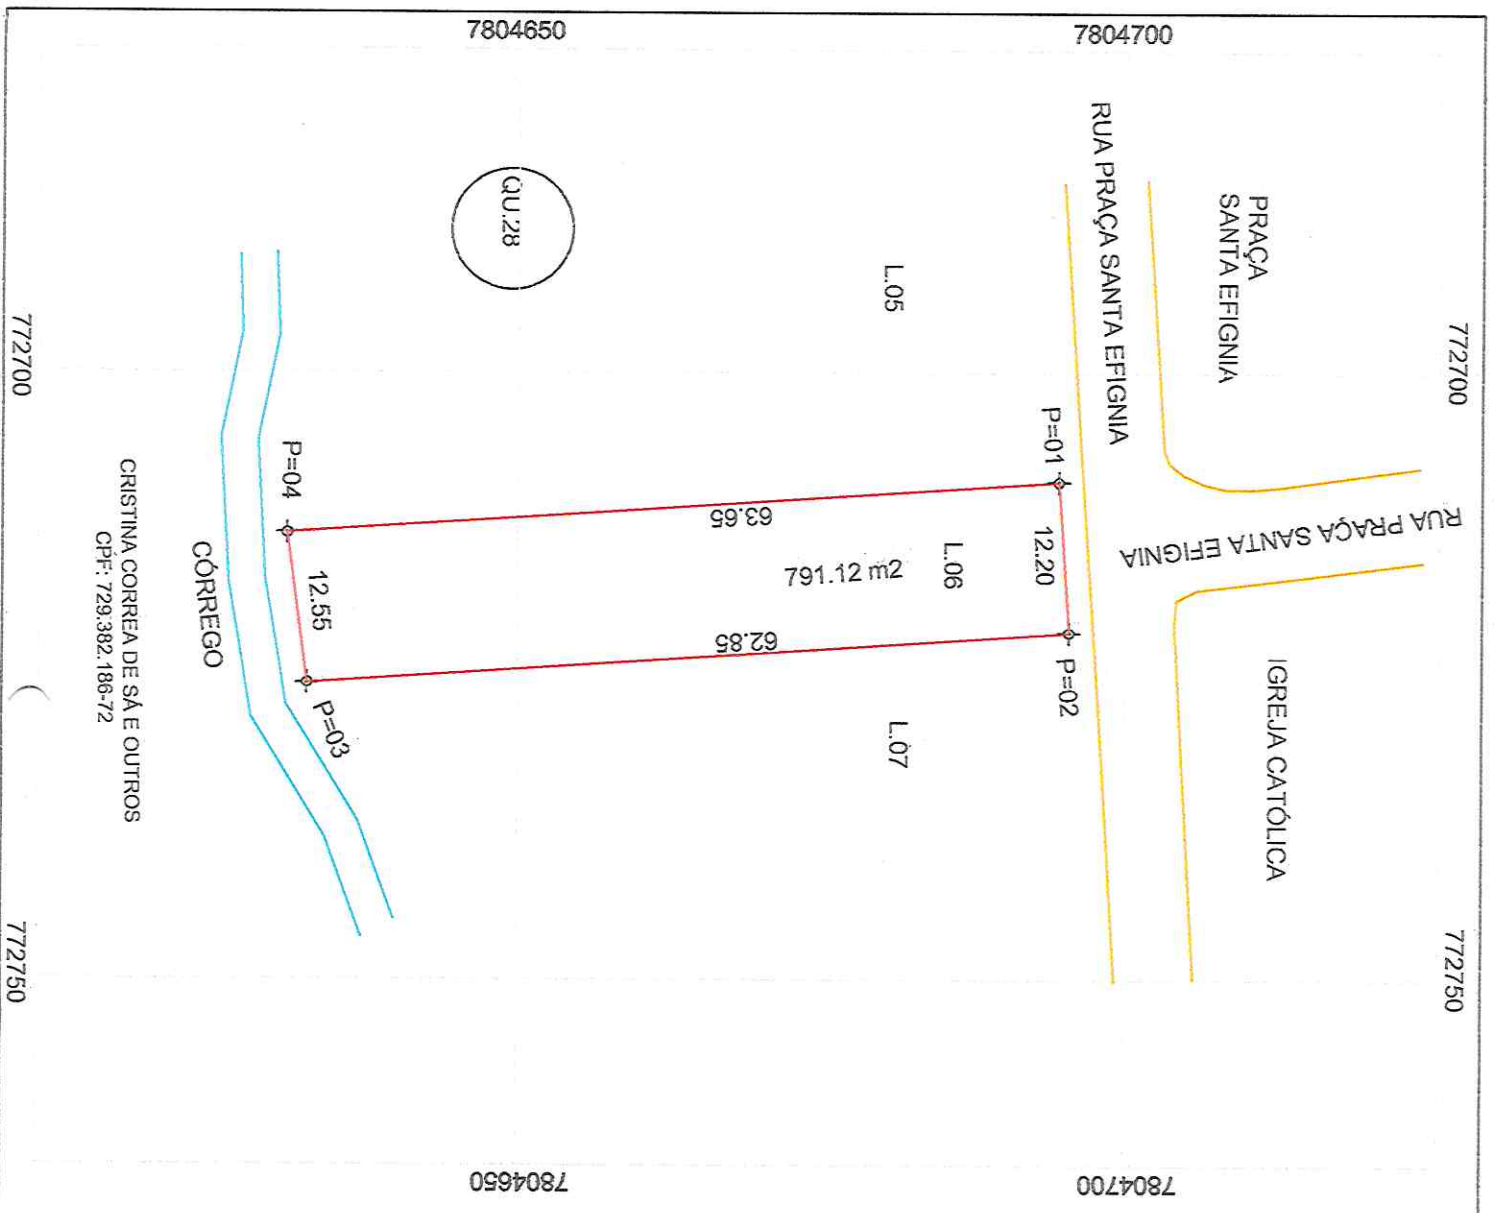 7804650
7804700
772700
772750
PRAÇA
SANTA EFIGNIA
RUA PRAÇA SANTA EFIGNIA
RUA PRAÇA SANTA EFIGNIA
IGREJA CATÓLICA
QU.28
L.05
P=01
12.20
P=02
63.65
L.06
791.12 m2
62.85
L.07
P=04
12.55
P=03
CÓRREGO
CRISTINA CORREA DE SÁ E OUTROS
CPF: 729.382.186-72
772700
772750
7804650
7804700